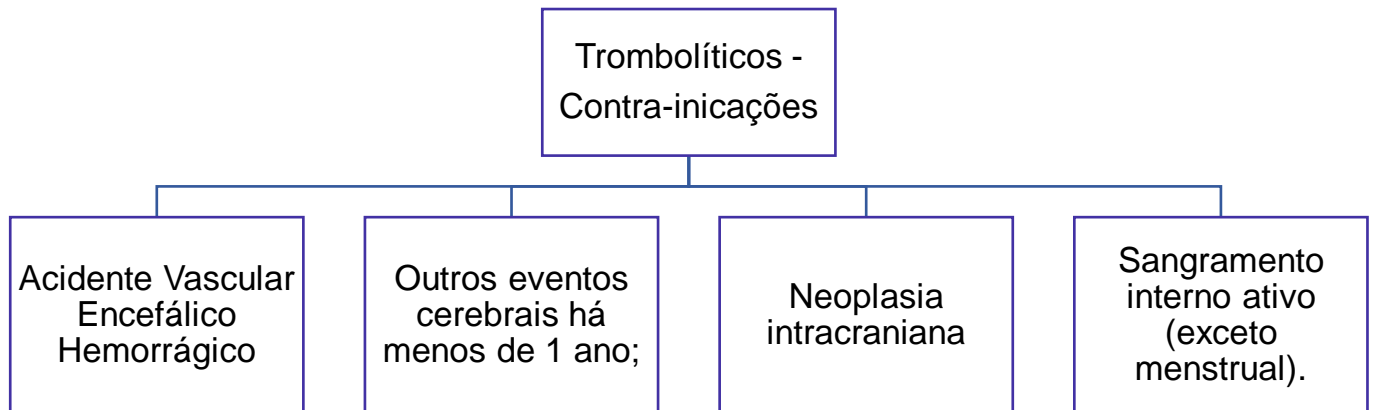 Trombolíticos -
Contra-inicações
Acidente Vascular
Encefálico
Hemorrágico
Outros eventos
cerebrais há
menos de 1 ano;
Neoplasia
intracraniana
Sangramento
interno ativo
(exceto
menstrual).